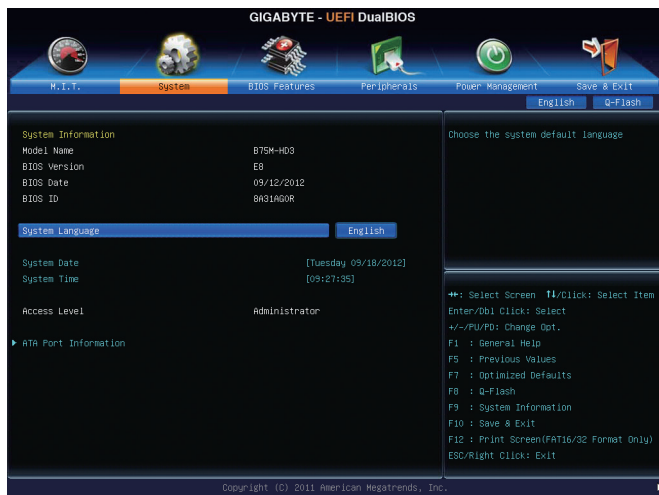 GIGABYTE - UEFI DualBIOS
M.I.T.
System
BIOS Features
Peripherals
Power Management
Save & Exit
English
Q-Flash
System Information
Model Name B75M-HD3
BIOS Version E8
BIOS Date 09/12/2012
BIOS ID 8A31AG0R
System Language English
System Date [Tuesday 09/18/2012]
System Time [09:27:35]
Access Level Administrator
ATA Port Information
Choose the system default language
→←: Select Screen ↑↓/Click: Select Item
Enter/Dbl Click: Select
+/-/PU/PD: Change Opt.
F1 : General Help
F5 : Previous Values
F7 : Optimized Defaults
F8 : Q-Flash
F9 : System Information
F10 : Save & Exit
F12 : Print Screen(FAT16/32 Format Only)
ESC/Right Click: Exit
Copyright (C) 2011 American Megatrends, Inc.